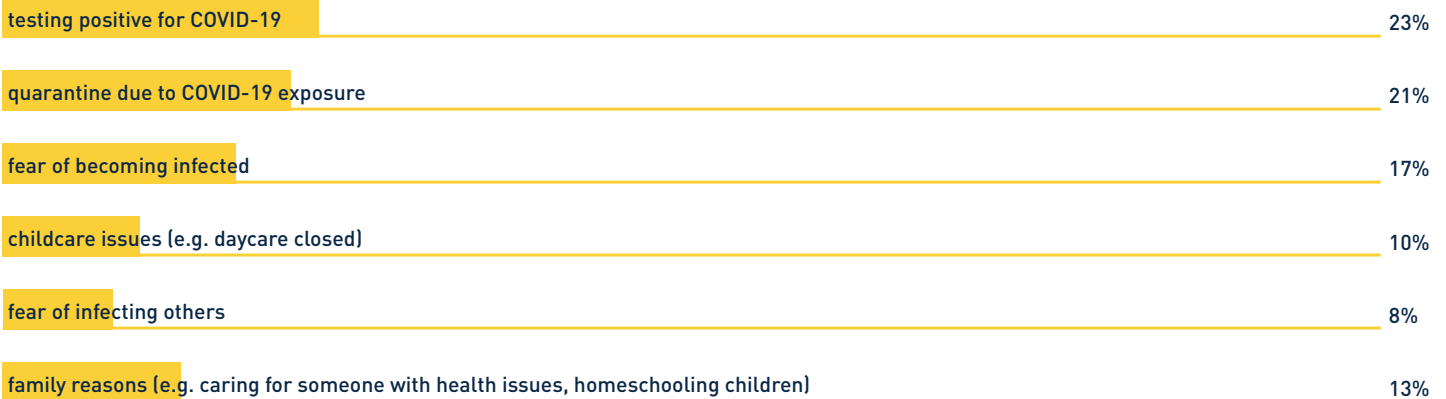 testing positive for COVID-19 23%
quarantine due to COVID-19 exposure 21%
fear of becoming infected 17%
childcare issues (e.g. daycare closed) 10%
fear of infecting others 8%
family reasons (e.g. caring for someone with health issues, homeschooling children) 13%